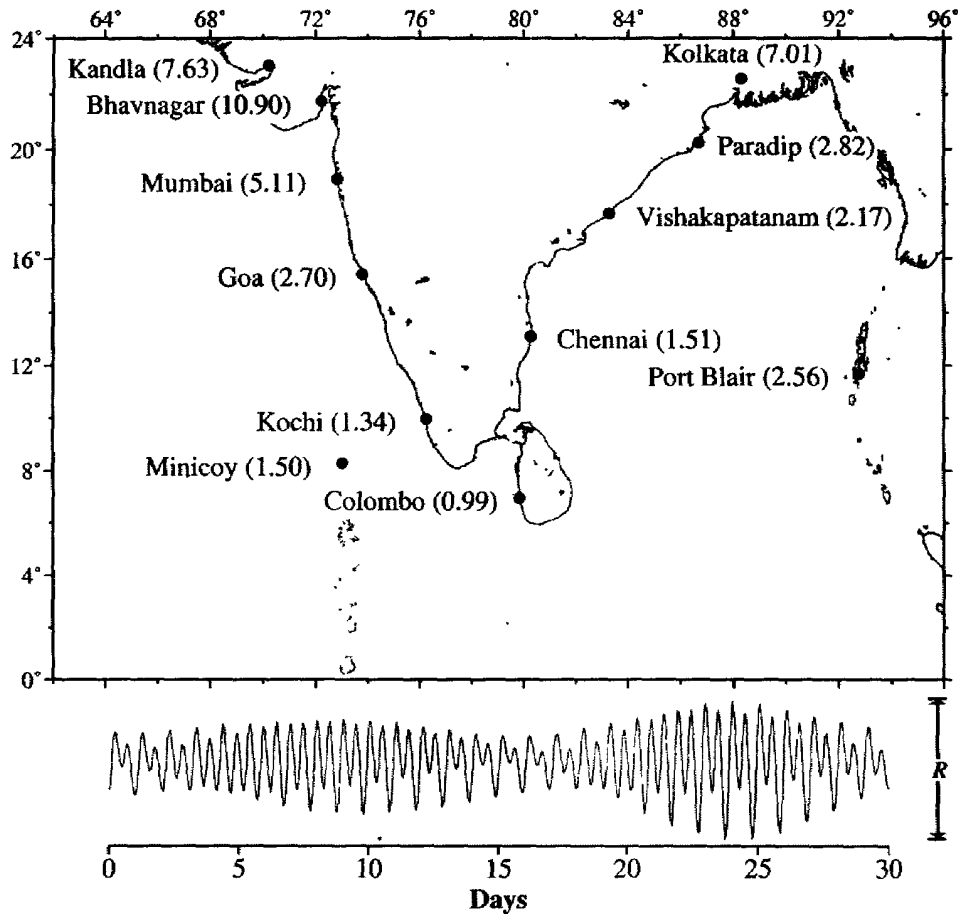 64° 68° 72° 76° 80° 84° 88° 92° 96°
24°
Kolkata (7.01)
Kandla (7.63)
Bhavnagar (10.90)
20°
Paradip (2.82)
Mumbai (5.11)
Vishakapatanam (2.17)
16°
Goa (2.70)
Chennai (1.51)
12°
Port Blair (2.56)
Kochi (1.34)
8°
Minicoy (1.50)
Colombo (0.99)
4°
0°
R
0 5 10 15 20 25 30
Days